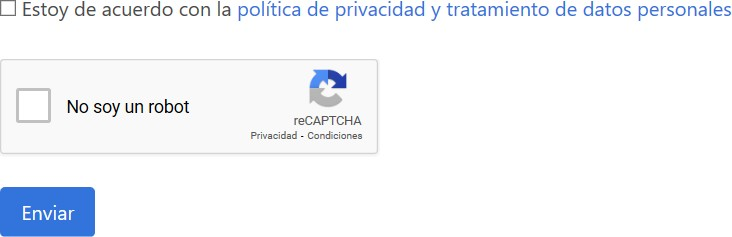 Estoy de acuerdo con la política de privacidad y tratamiento de datos personales
No soy un robot
reCAPTCHA
Privacidad - Condiciones
Enviar